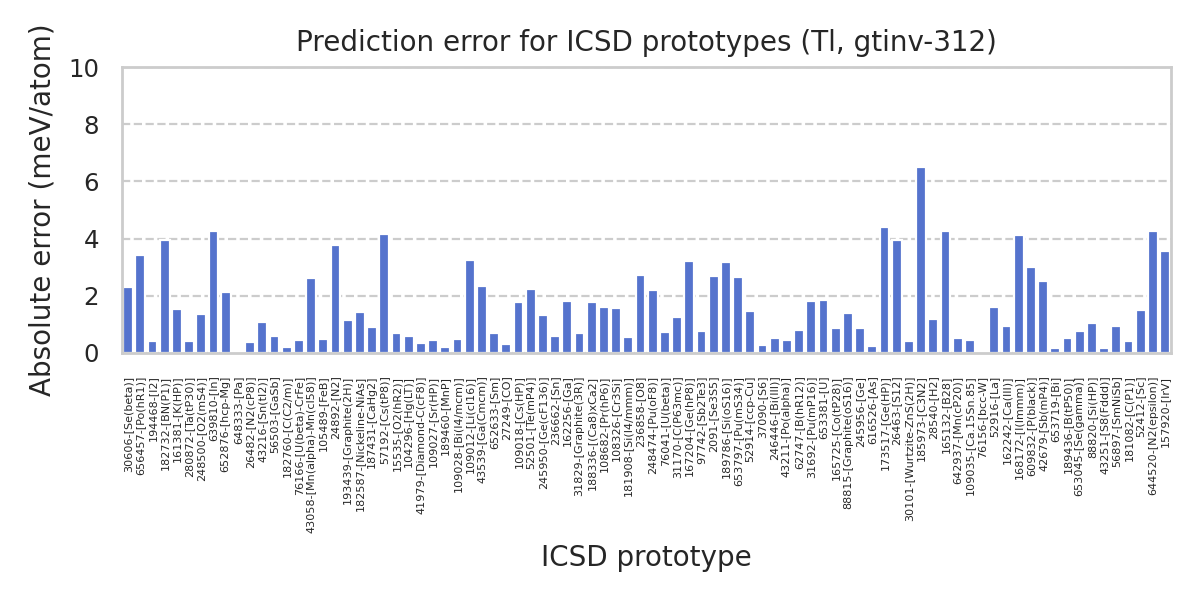 Prediction error for ICSD prototypes (Tl, gtinv-312)
Absolute error (meV/atom)
10
8
6
4
2
0
306006-[Se(beta)]
656457-[Po(hR1)]
194468-[I2]
182732-[BN(P1)]
16381-[K(HP)]
280872-[Ta(tP30)]
248500-[O2(mS4)]
639810-[In]
652876-[hcp-Mg]
64833-[Pa]
26482-[N2(cP8)]
43216-[Sn(tI2)]
56503-[GaSb]
182760-[C(C2/m)]
76166-[U(beta)-CrFe]
43058-[Mn(alpha)-Mn(cI58)]
105489-[FeB]
24892-[N2]
193439-[Graphite(2H)]
182587-[Nickeline-NiAs]
187431-[CaHg2]
57192-[Cs(tP8)]
15535-[O2(hR2)]
104296-[Hg(LT)]
41979-[Diamond-C(cF8)]
109027-[Sr(HP)]
189460-[MnP]
109028-[Bi(I4/mcm)]
109012-[Li(cI16)]
43539-[Ga(Cmcm)]
652633-[Sm]
27249-[CO]
109018-[Cs(HP)]
52501-[Te(mP4)]
245950-[Ge(cF136)]
236662-[Sn]
162256-[Ga]
31829-[Graphite(3R)]
188336-[(Ca8)xCa2]
108682-[Pr(hP6)]
108326-[Cr3Si]
181908-[Si(I4/mmm)]
236858-[O8]
248474-[Pu(oF8)]
76041-[U(beta)]
31170-[C(P63mc)]
167204-[Ge(hP8)]
97742-[Sb2Te3]
2091-[Se3S5]
189786-[Si(oS16)]
653797-[Pu(mS34)]
52914-[ccp-Cu]
37090-[S6]
246446-[Bi(III)]
43211-[Po(alpha)]
62747-[B(hR12)]
31692-[Pu(mP16)]
653381-[U]
165725-[Co(tP28)]
88815-[Graphite(oS16)]
245956-[Ge]
616526-[As]
173517-[Ge(HP)]
26463-[S12]
30101-[Wurtzite-ZnS(2H)]
185973-[C3N2]
28540-[H2]
165132-[B28]
642937-[Mn(cP20)]
109035-[Ca.15Sn.85]
76156-[bcc-W]
52916-[La]
162242-[Ca(III)]
168172-[I(Immm)]
609832-[P(black)]
42679-[Sb(mP4)]
653719-[Bi]
189436-[B(tP50)]
653045-[Se(gamma)]
88820-[Si(HP)]
43251-[S8(Fddd)]
56897-[SmNiSb]
181082-[C(P1)]
52412-[Sc]
644520-[N2(epsilon)]
157920-[IrV]
ICSD prototype